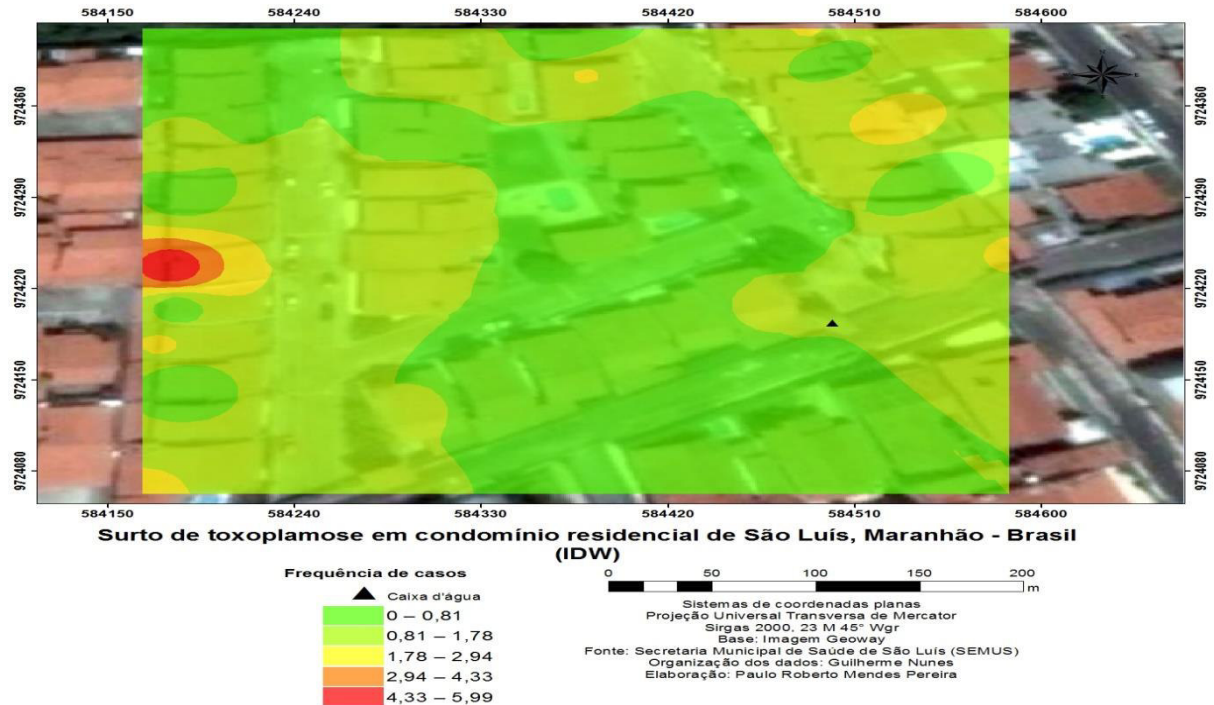 584150 584240 584330 584420 584510 584600
9724360 9724360
9724290 9724290
9724220 9724220
9724150 9724150
9724080 9724080
584150 584240 584330 584420 584510 584600
Surto de toxoplamose em condomínio residencial de São Luís, Maranhão - Brasil
(IDW)
Frequência de casos
Caixa d'água
0 – 0,81
0,81 – 1,78
1,78 – 2,94
2,94 – 4,33
4,33 – 5,99
0 50 100 150 200
m
Sistemas de coordenadas planas
Projeção Universal Transversa de Mercator
Sirgas 2000, 23 M 45° Wgr
Base: Imagem Geoway
Fonte: Secretaria Municipal de Saúde de São Luís (SEMUS)
Organização dos dados: Guilherme Nunes
Elaboração: Paulo Roberto Mendes Pereira